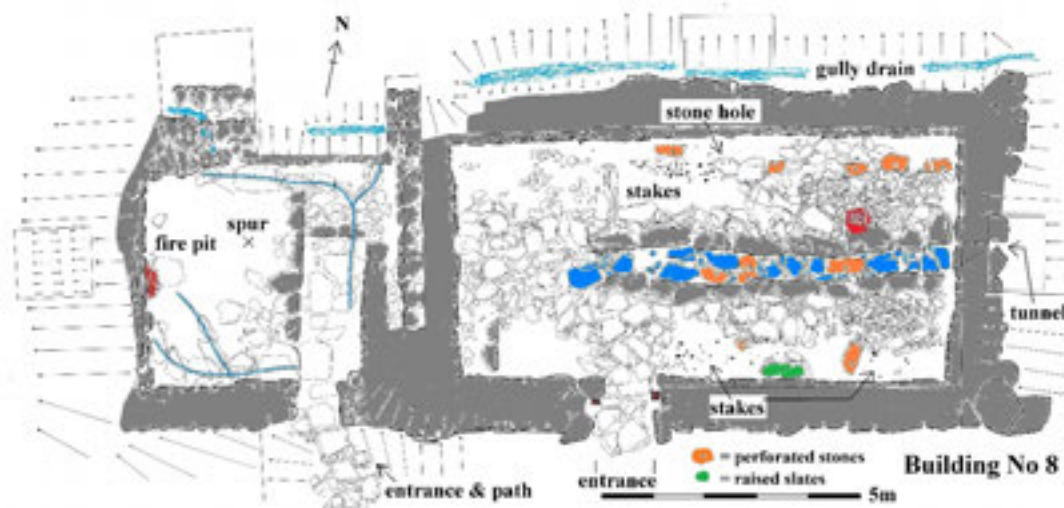 N
gully drain
stone hole
stakes
spur
fire pit
tunnel
stakes
= perforated stones
= raised slates
Building No 8
entrance & path
entrance
5m